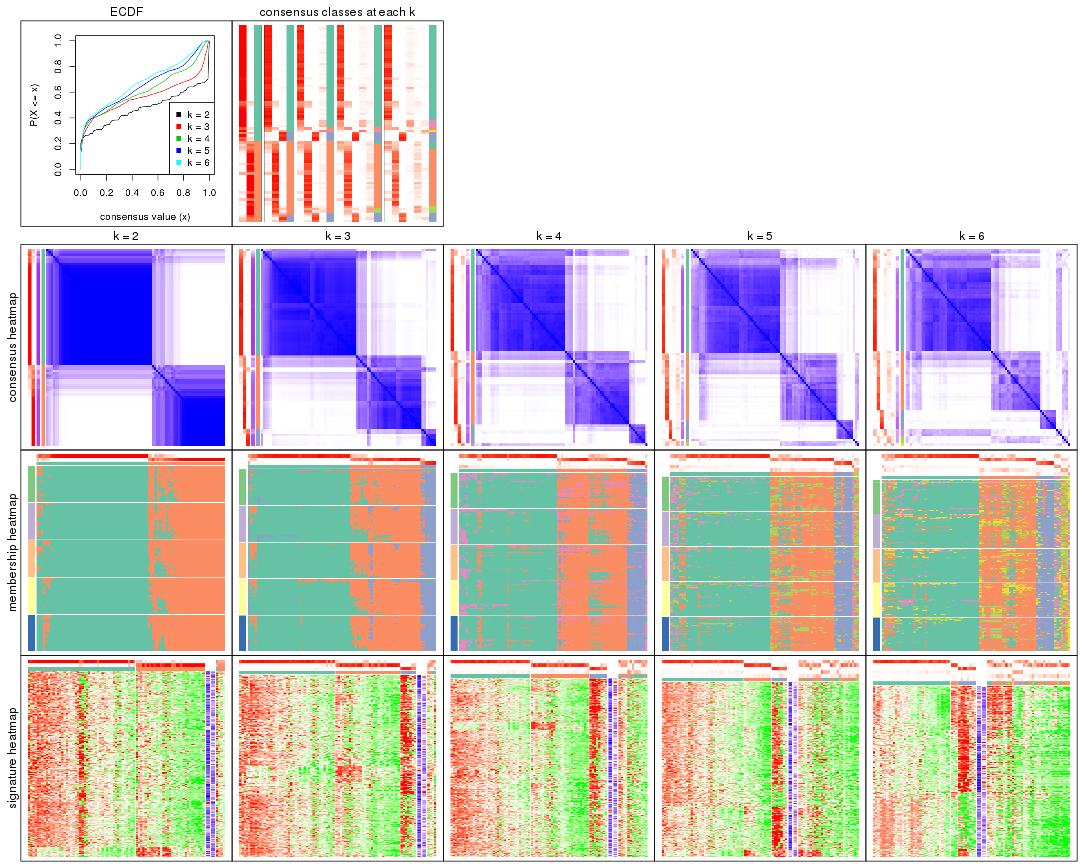 ECDF
consensus classes at each k
P(X <= x)
1.0
0.8
0.6
0.4
0.2
0.0
k = 2
k = 3
k = 4
k = 5
k = 6
0.0 0.2 0.4 0.6 0.8 1.0
consensus value (x)
k = 2
k = 3
k = 4
k = 5
k = 6
consensus heatmap
membership heatmap
signature heatmap